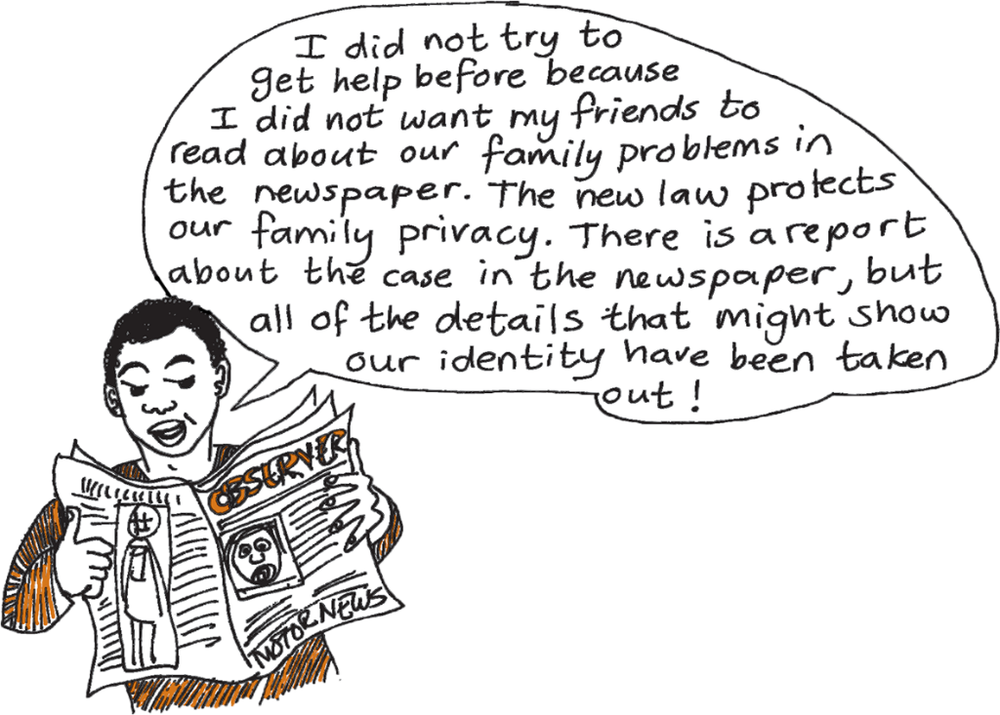 I did not try to
get help before because
I did not want my friends to
read about our family problems in
the newspaper. The new law protects
our family privacy. There is a report
about the case in the newspaper, but
all of the details that might show
our identity have been taken
out!
OBSERVER
MOTOR NEWS